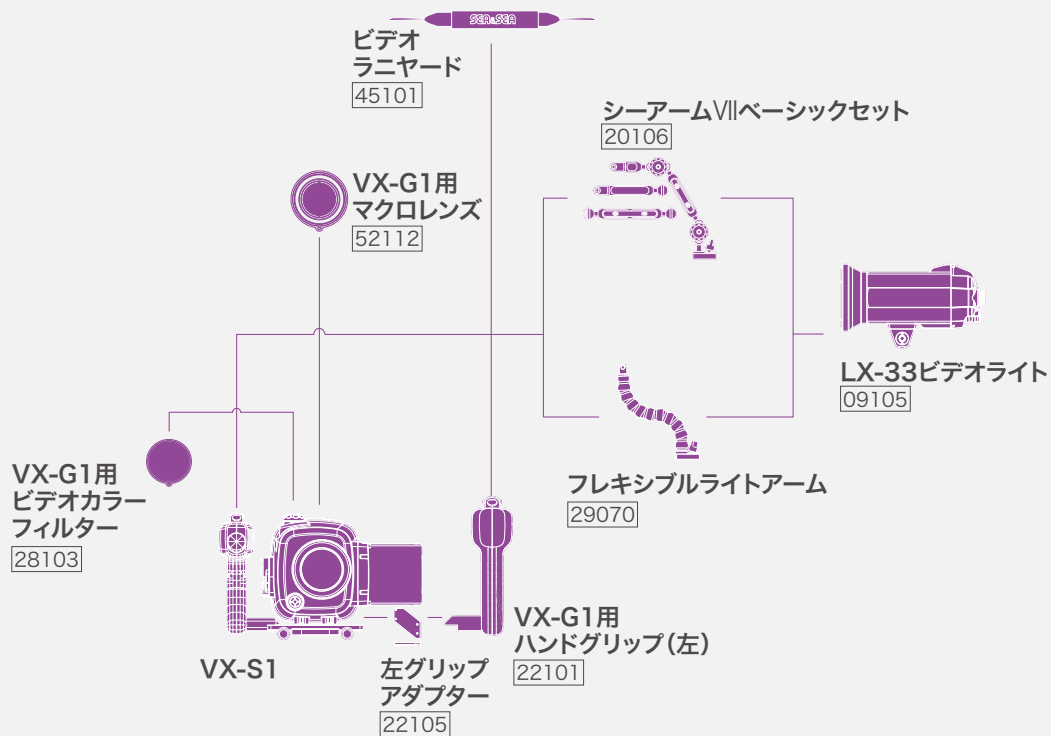 SEA&SEA
ビデオ
ラニヤード
45101
シーアームⅦベーシックセット
20106
VX-G1用
マクロレンズ
52112
LX-33ビデオライト
09105
VX-G1用
ビデオカラー
フィルター
28103
フレキシブルライトアーム
29070
VX-G1用
ハンドグリップ（左）
22101
VX-S1
左グリップ
アダプター
22105